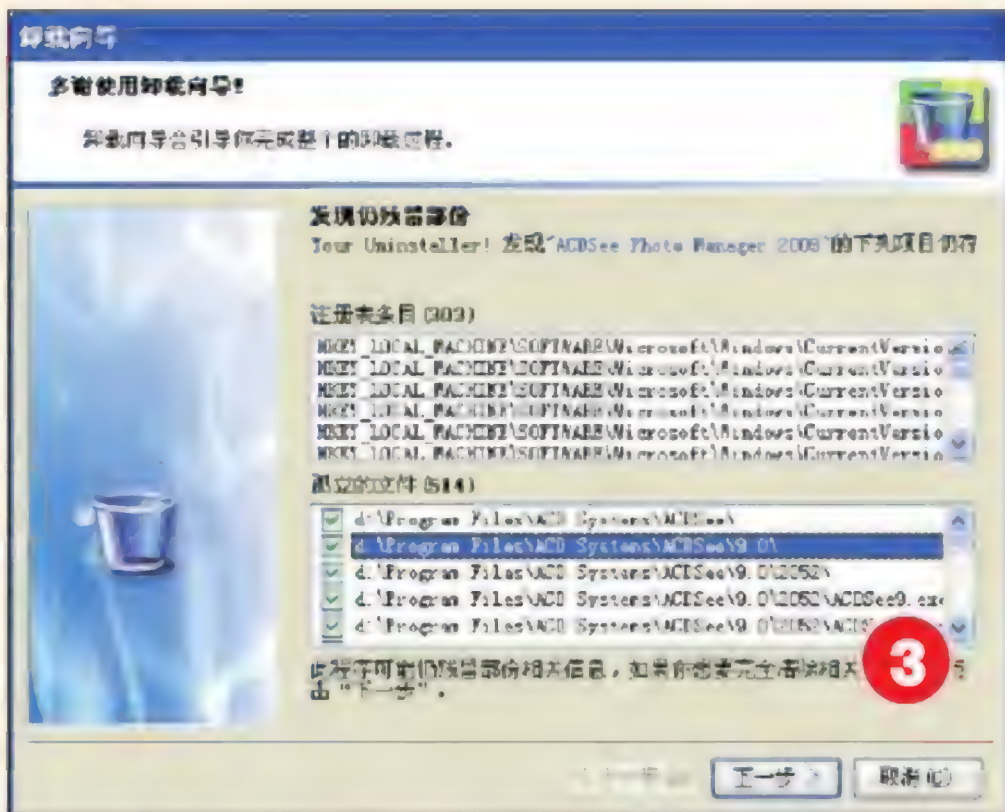 卸载向导
多谢使用卸载向导!
卸载向导会引导你完成整个的卸载过程。
发现仍残留部份
Your Uninstaller! 发现"ACDSee Photo Manager 2008"的下列项目仍存
注册表条目(303)
HKEY_LOCAL_MACHINE\SOFTWARE\Microsoft\Windows\CurrentVersio
HKEY_LOCAL_MACHINE\SOFTWARE\Microsoft\Windows\CurrentVersio
HKEY_LOCAL_MACHINE\SOFTWARE\Microsoft\Windows\CurrentVersio
HKEY_LOCAL_MACHINE\SOFTWARE\Microsoft\Windows\CurrentVersio
HKEY_LOCAL_MACHINE\SOFTWARE\Microsoft\Windows\CurrentVersio
HKEY_LOCAL_MACHINE\SOFTWARE\Microsoft\Windows\CurrentVersio
孤立的文件(514)
d:\Program Files\ACD Systems\ACDSee\
d:\Program Files\ACD Systems\ACDSee\9.0\
d:\Program Files\ACD Systems\ACDSee\9.0\2052\
d:\Program Files\ACD Systems\ACDSee\9.0\2052\ACDSee9.exe
d:\Program Files\ACD Systems\ACDSee\9.0\2052\ACDS
此程序可能仍残留部份相关信息，如果你想要完全清除相关
击"下一步"。
3
下一步 >
取消(C)